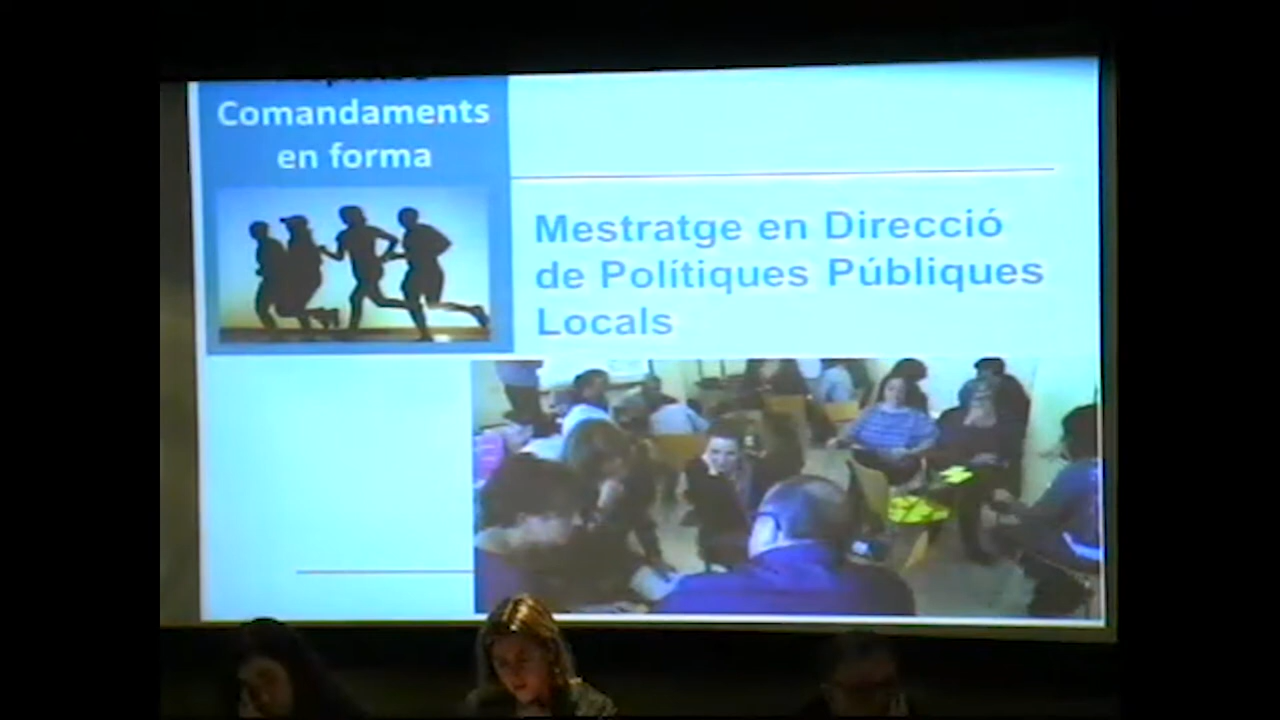 Comandaments
en forma
Mestratge en Direcció
de Polítiques Públiques
Locals